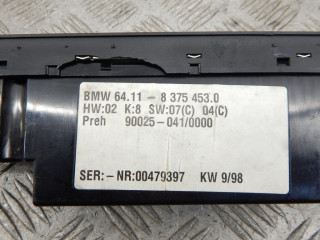 BMW 64.11 - 8 375 453.0
HW:02 K:8 SW:07(C) 04(C)
Preh 90025-041/0000
SER:-NR:00479397 KW 9/98